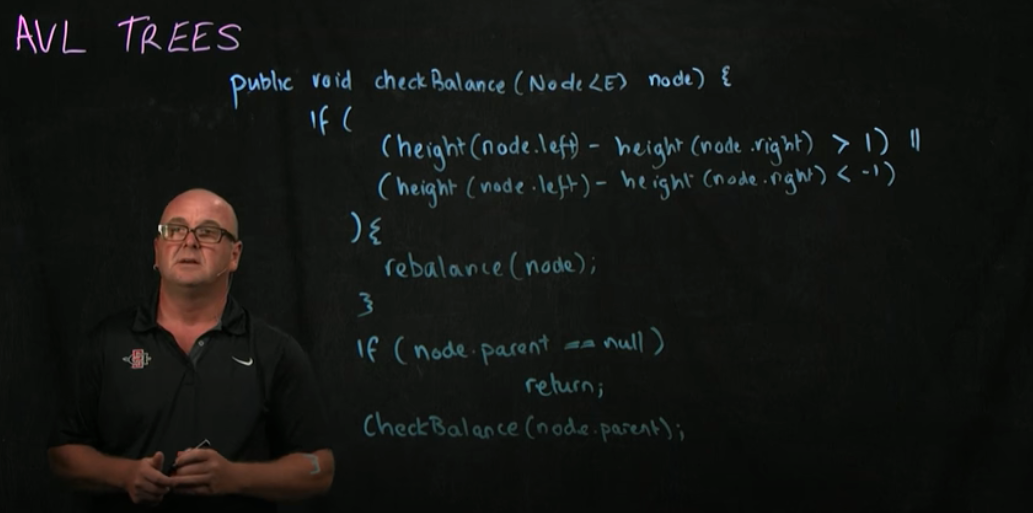 AVL TREES
public void checkBalance (Node<E> node) {
If (
(height(node.left) - height(node.right) > 1) ||
(height(node.left) - height(node.right) < -1)
){
rebalance(node);
}
If (node.parent == null)
return;
CheckBalance(node.parent);